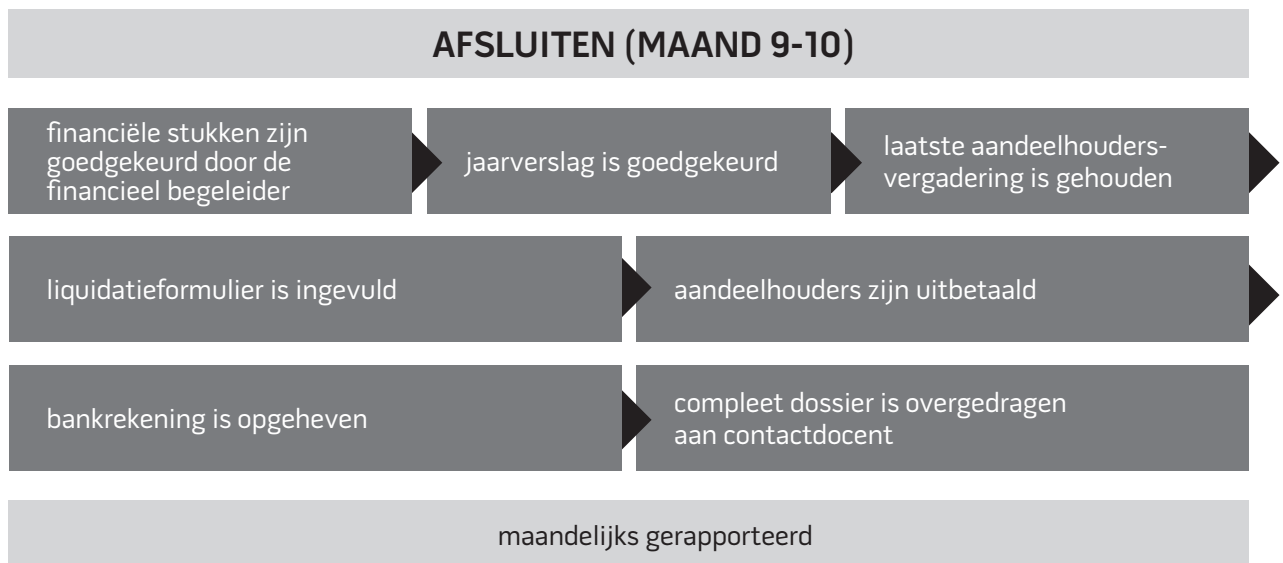 AFSLUITEN (MAAND 9-10)
financiële stukken zijn
goedgekeurd door de
financieel begeleider
jaarverslag is goedgekeurd
laatste aandeelhouders-
vergadering is gehouden
liquidatieformulier is ingevuld
aandeelhouders zijn uitbetaald
bankrekening is opgeheven
compleet dossier is overgedragen
aan contactdocent
maandelijks gerapporteerd